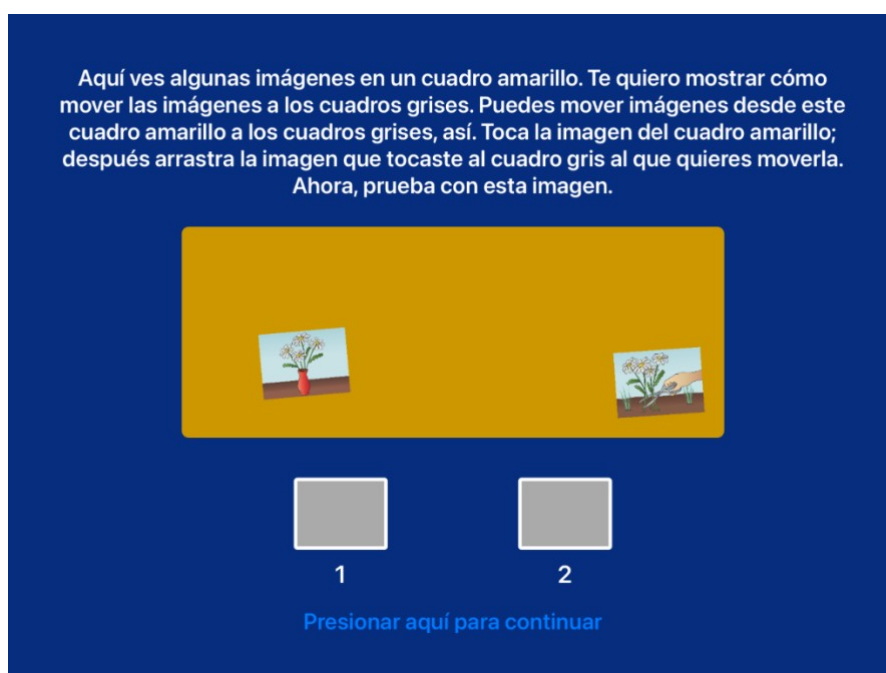 Aquí ves algunas imágenes en un cuadro amarillo. Te quiero mostrar cómo
mover las imágenes a los cuadros grises. Puedes mover imágenes desde este
cuadro amarillo a los cuadros grises, así. Toca la imagen del cuadro amarillo;
después arrastra la imagen que tocaste al cuadro gris al que quieres moverla.
Ahora, prueba con esta imagen.
1 2
Presionar aquí para continuar